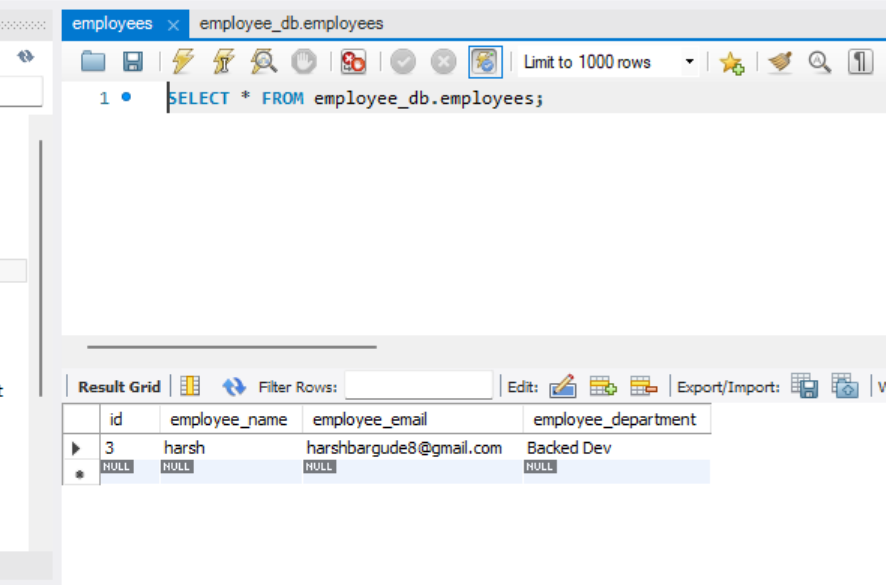 employees × employee_db.employees
Limit to 1000 rows
1 SELECT * FROM employee_db.employees;
t
Result Grid Filter Rows: Edit: Export/Import: W
id employee_name employee_email employee_department
3 harsh harshbargude8@gmail.com Backed Dev
NULL NULL NULL NULL